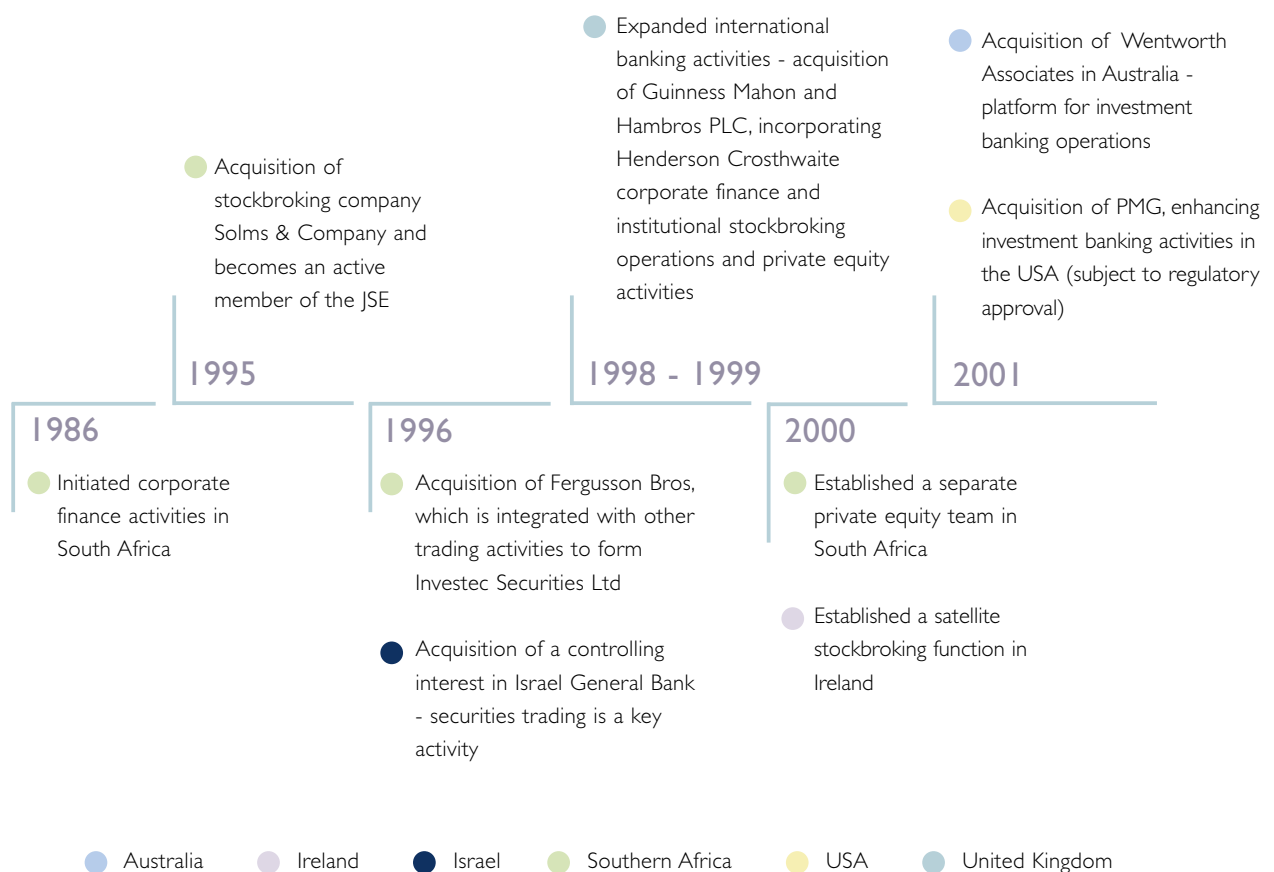 1986
Initiated corporate
finance activities in
South Africa
Acquisition of
stockbroking company
Solms & Company and
becomes an active
member of the JSE
1995
1996
Acquisition of Fergusson Bros,
which is integrated with other
trading activities to form
Investec Securities Ltd
Acquisition of a controlling
interest in Israel General Bank
- securities trading is a key
activity
Expanded international
banking activities - acquisition
of Guinness Mahon and
Hambros PLC, incorporating
Henderson Crosthwaite
corporate finance and
institutional stockbroking
operations and private equity
activities
1998 - 1999
2000
Established a separate
private equity team in
South Africa
Established a satellite
stockbroking function in
Ireland
Acquisition of Wentworth
Associates in Australia -
platform for investment
banking operations
Acquisition of PMG, enhancing
investment banking activities in
the USA (subject to regulatory
approval)
2001
Australia
Ireland
Israel
Southern Africa
USA
United Kingdom